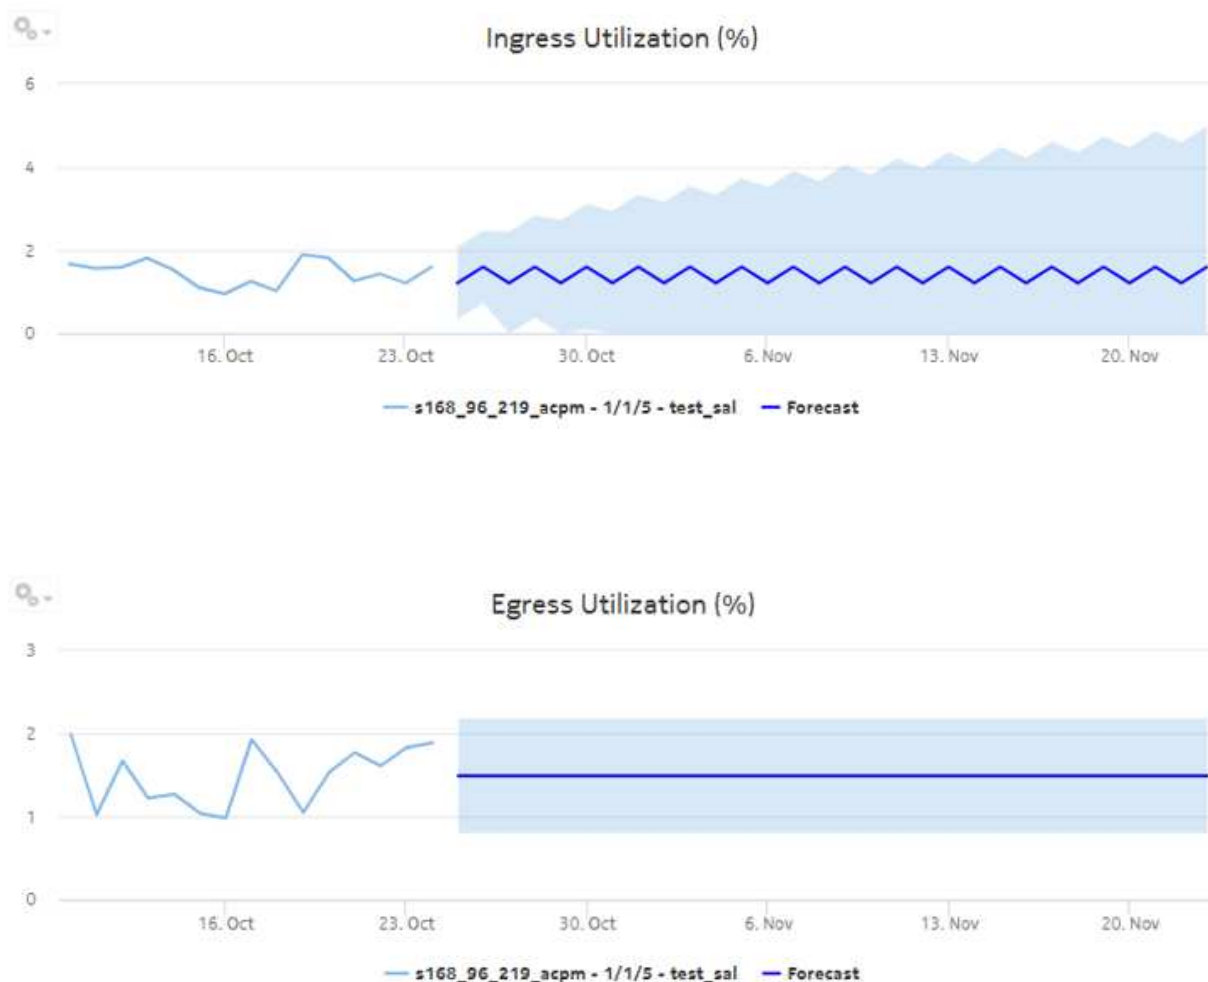 Ingress Utilization (%)
6
4
2
0
16. Oct 23. Oct 30. Oct 6. Nov 13. Nov 20. Nov
s168_96_219_acpm - 1/1/5 - test_sal Forecast
Egress Utilization (%)
3
2
1
0
16. Oct 23. Oct 30. Oct 6. Nov 13. Nov 20. Nov
s168_96_219_acpm - 1/1/5 - test_sal Forecast